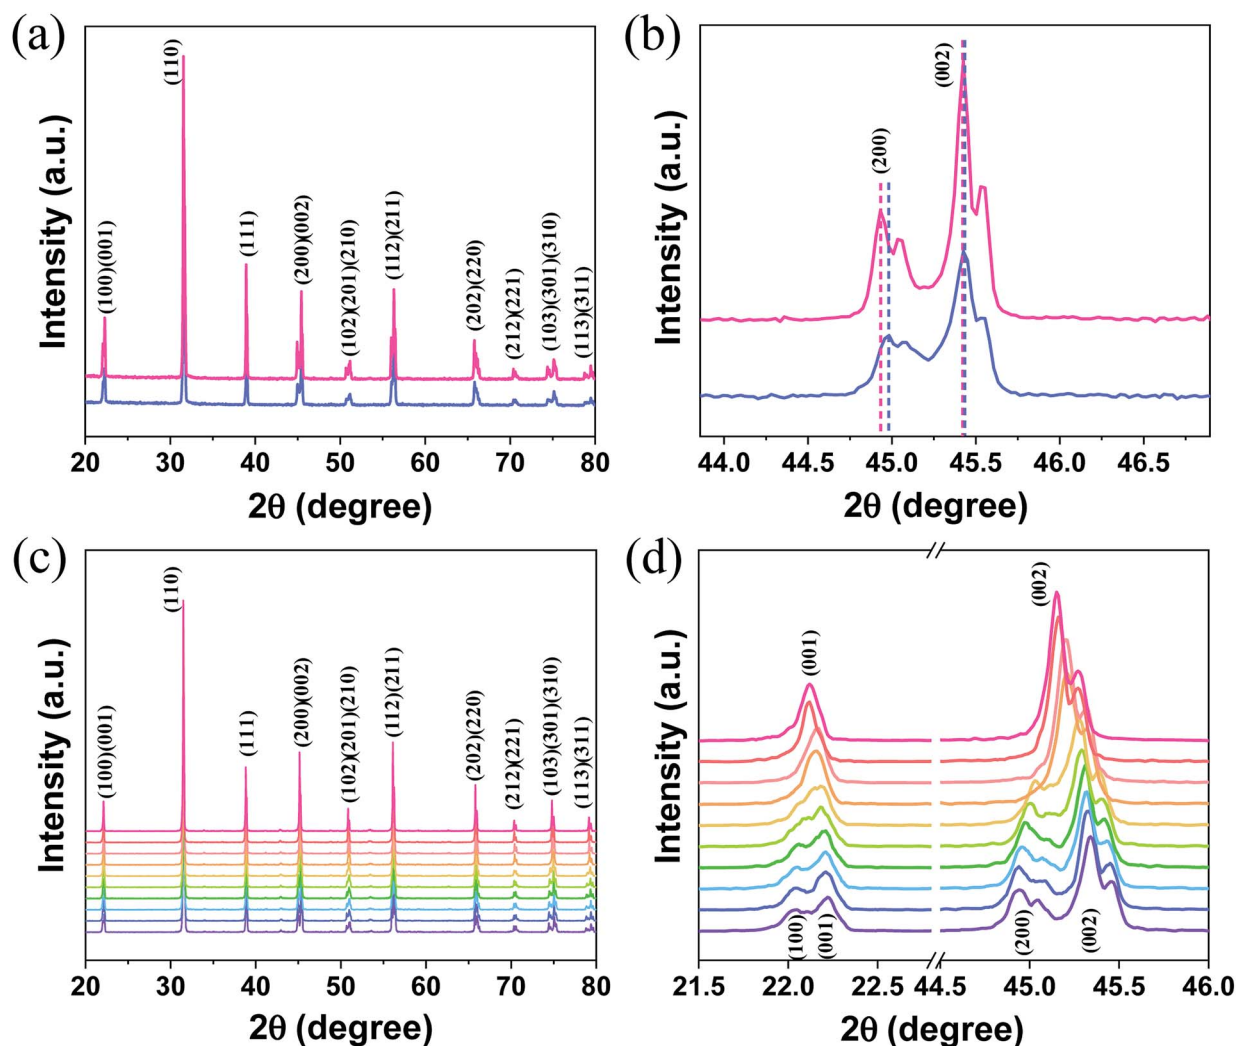 (a)
Intensity (a.u.)
(100)(001)
(110)
(111)
(200)(002)
(102)(201)(210)
(112)(211)
(202)(220)
(212)(221)
(103)(301)(310)
(113)(311)
20 30 40 50 60 70 80
2θ (degree)
(b)
Intensity (a.u.)
(200)
(002)
44.0 44.5 45.0 45.5 46.0 46.5
2θ (degree)
(c)
Intensity (a.u.)
(100)(001)
(110)
(111)
(200)(002)
(102)(201)(210)
(112)(211)
(202)(220)
(212)(221)
(103)(301)(310)
(113)(311)
20 30 40 50 60 70 80
2θ (degree)
(d)
Intensity (a.u.)
(001)
(002)
(100)
(001)
(200)
(002)
21.5 22.0 22.5 44.5 45.0 45.5 46.0
2θ (degree)